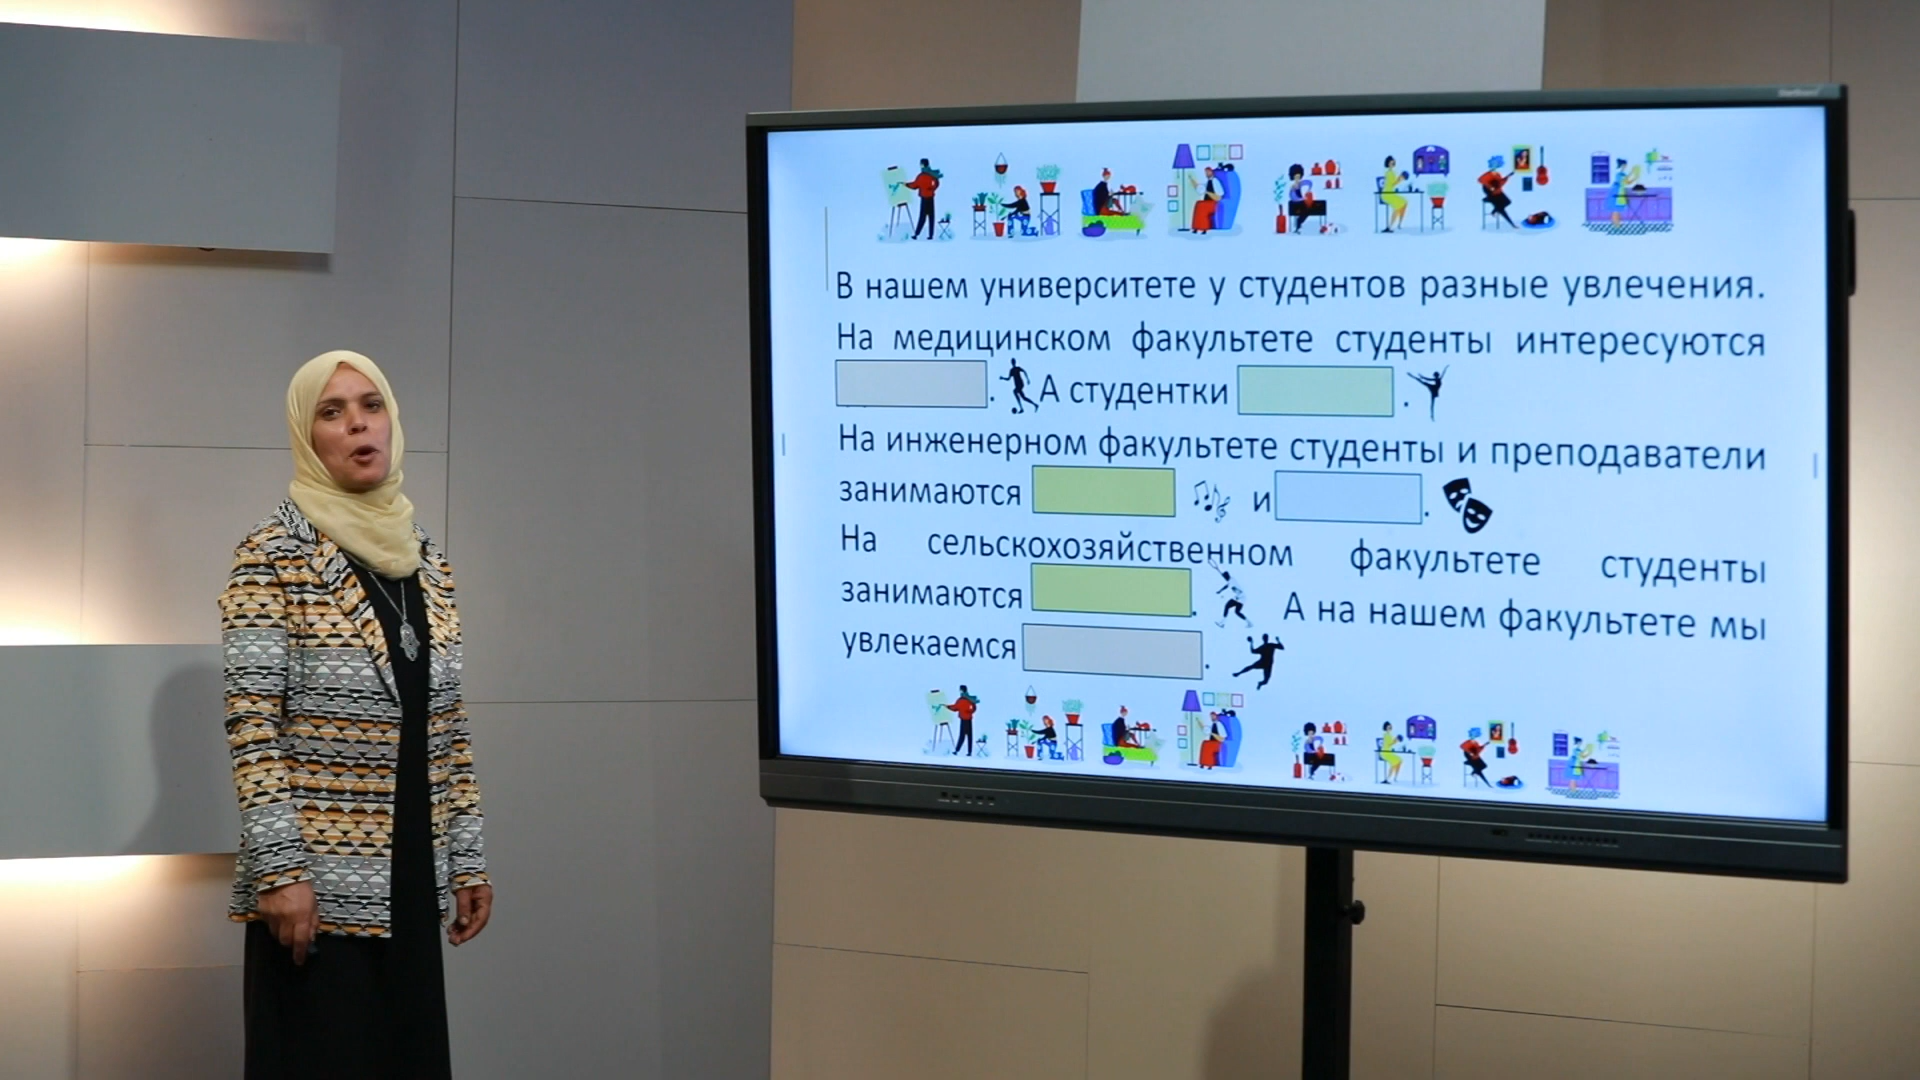 В нашем университете у студентов разные увлечения.
На медицинском факультете студенты интересуются
. А студентки .
На инженерном факультете студенты и преподаватели
занимаются и .
На сельскохозяйственном факультете студенты
занимаются . А на нашем факультете мы
увлекаемся .